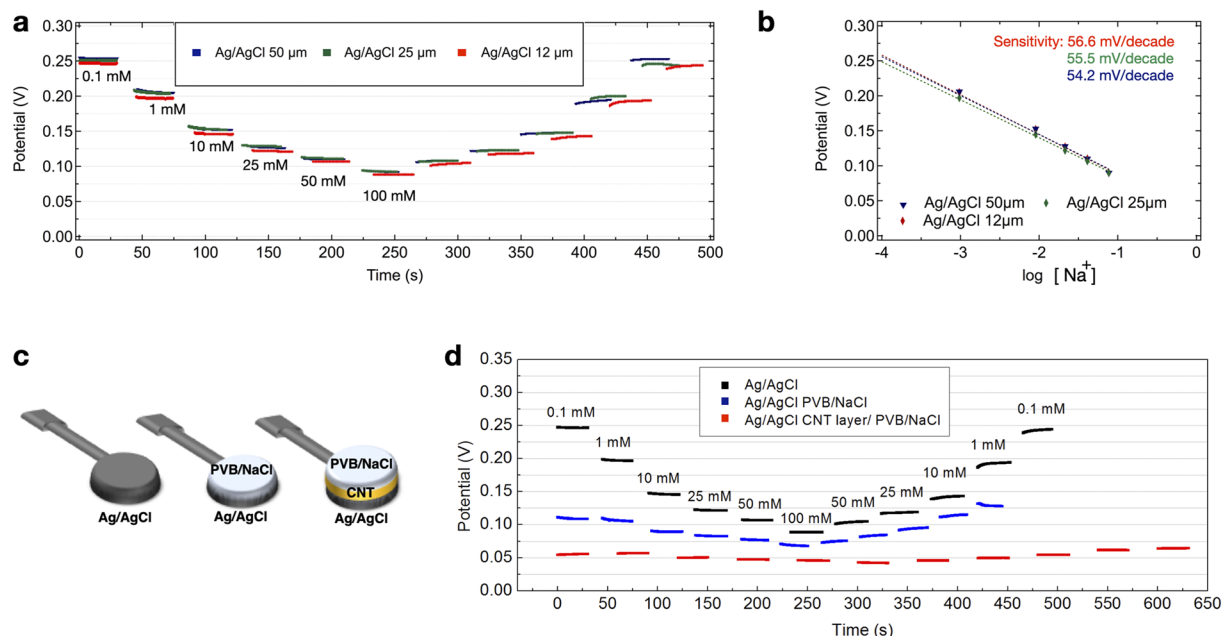 a
0.30
0.25
0.20
0.15
0.10
0.05
0.00
Potential (V)
Ag/AgCl 50 µm
Ag/AgCl 25 µm
Ag/AgCl 12 µm
0.1 mM
1 mM
10 mM
25 mM
50 mM
100 mM
0 50 100 150 200 250 300 350 400 450 500
Time (s)
b
0.30
0.25
0.20
0.15
0.10
0.05
0.00
Potential (V)
Sensitivity: 56.6 mV/decade
55.5 mV/decade
54.2 mV/decade
Ag/AgCl 50µm
Ag/AgCl 25µm
Ag/AgCl 12µm
-4 -3 -2 -1 0
log [Na+]
c
Ag/AgCl
PVB/NaCl
Ag/AgCl
PVB/NaCl
CNT
Ag/AgCl
d
0.35
0.30
0.25
0.20
0.15
0.10
0.05
0.00
Potential (V)
Ag/AgCl
Ag/AgCl PVB/NaCl
Ag/AgCl CNT layer/ PVB/NaCl
0.1 mM
1 mM
10 mM
25 mM
50 mM
100 mM
50 mM
25 mM
10 mM
1 mM
0.1 mM
0 50 100 150 200 250 300 350 400 450 500 550 600 650
Time (s)